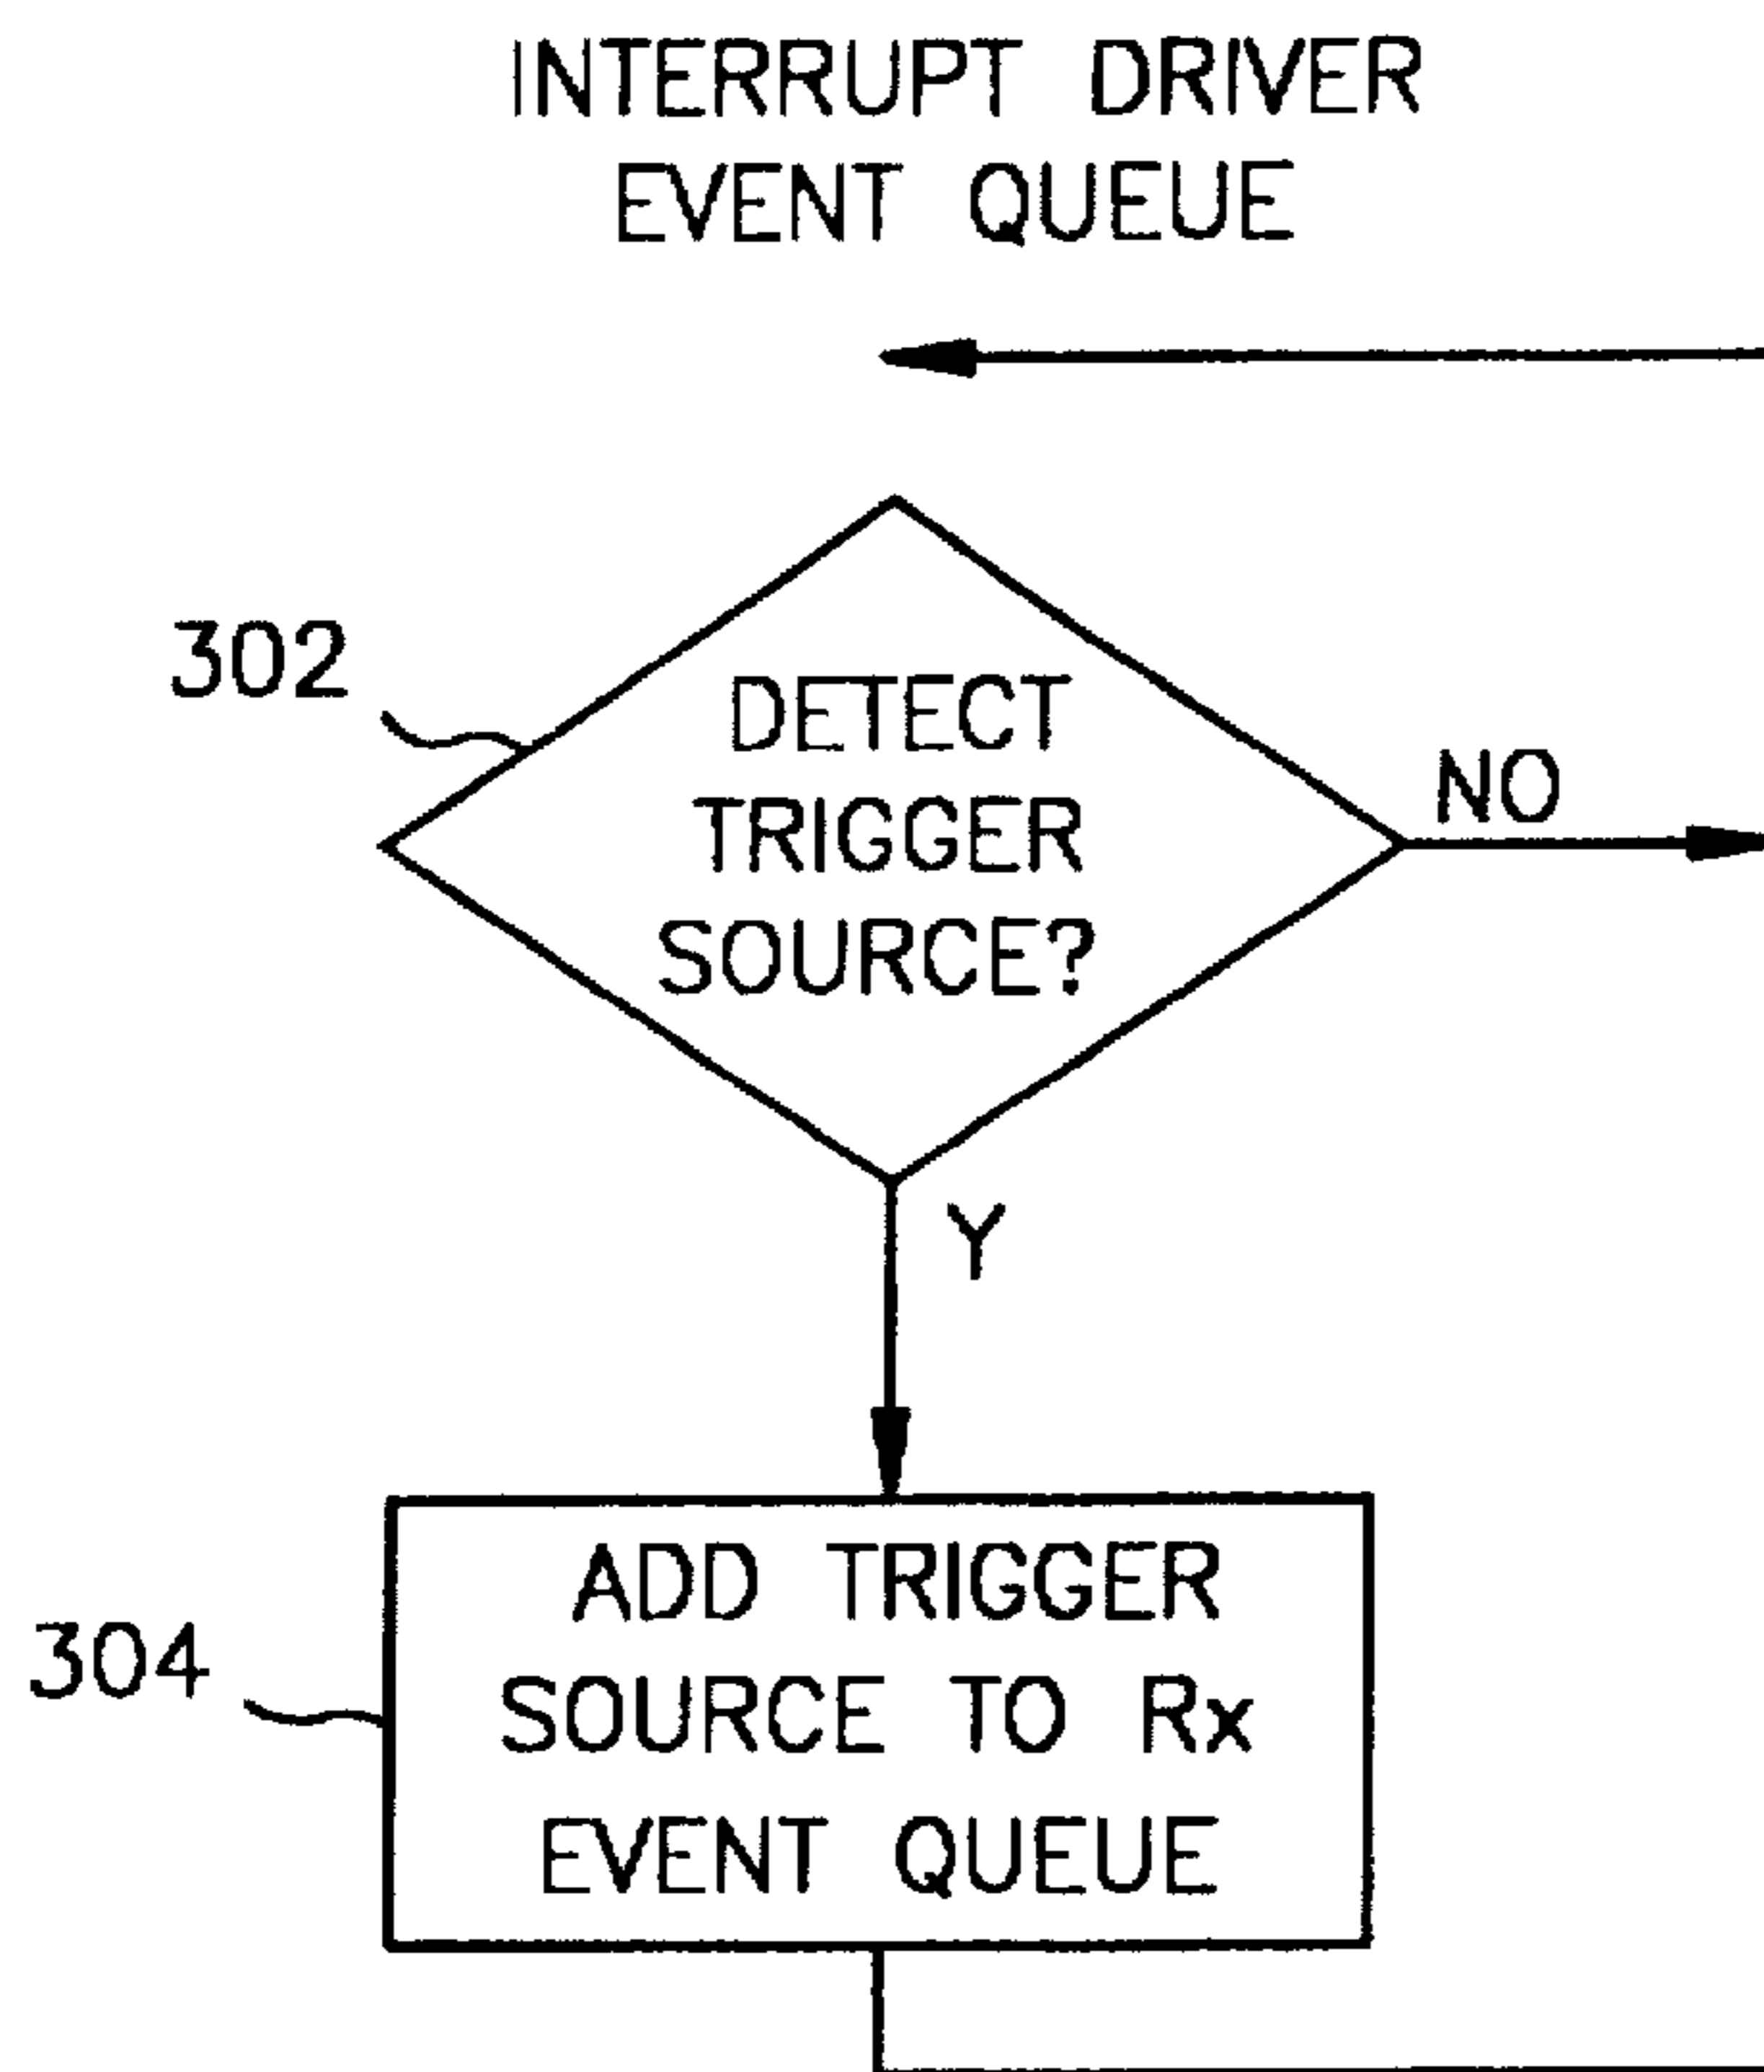 INTERRUPT DRIVER
EVENT QUEUE
302
DETECT
TRIGGER
SOURCE?
NO
Y
304
ADD TRIGGER
SOURCE TO Rx
EVENT QUEUE